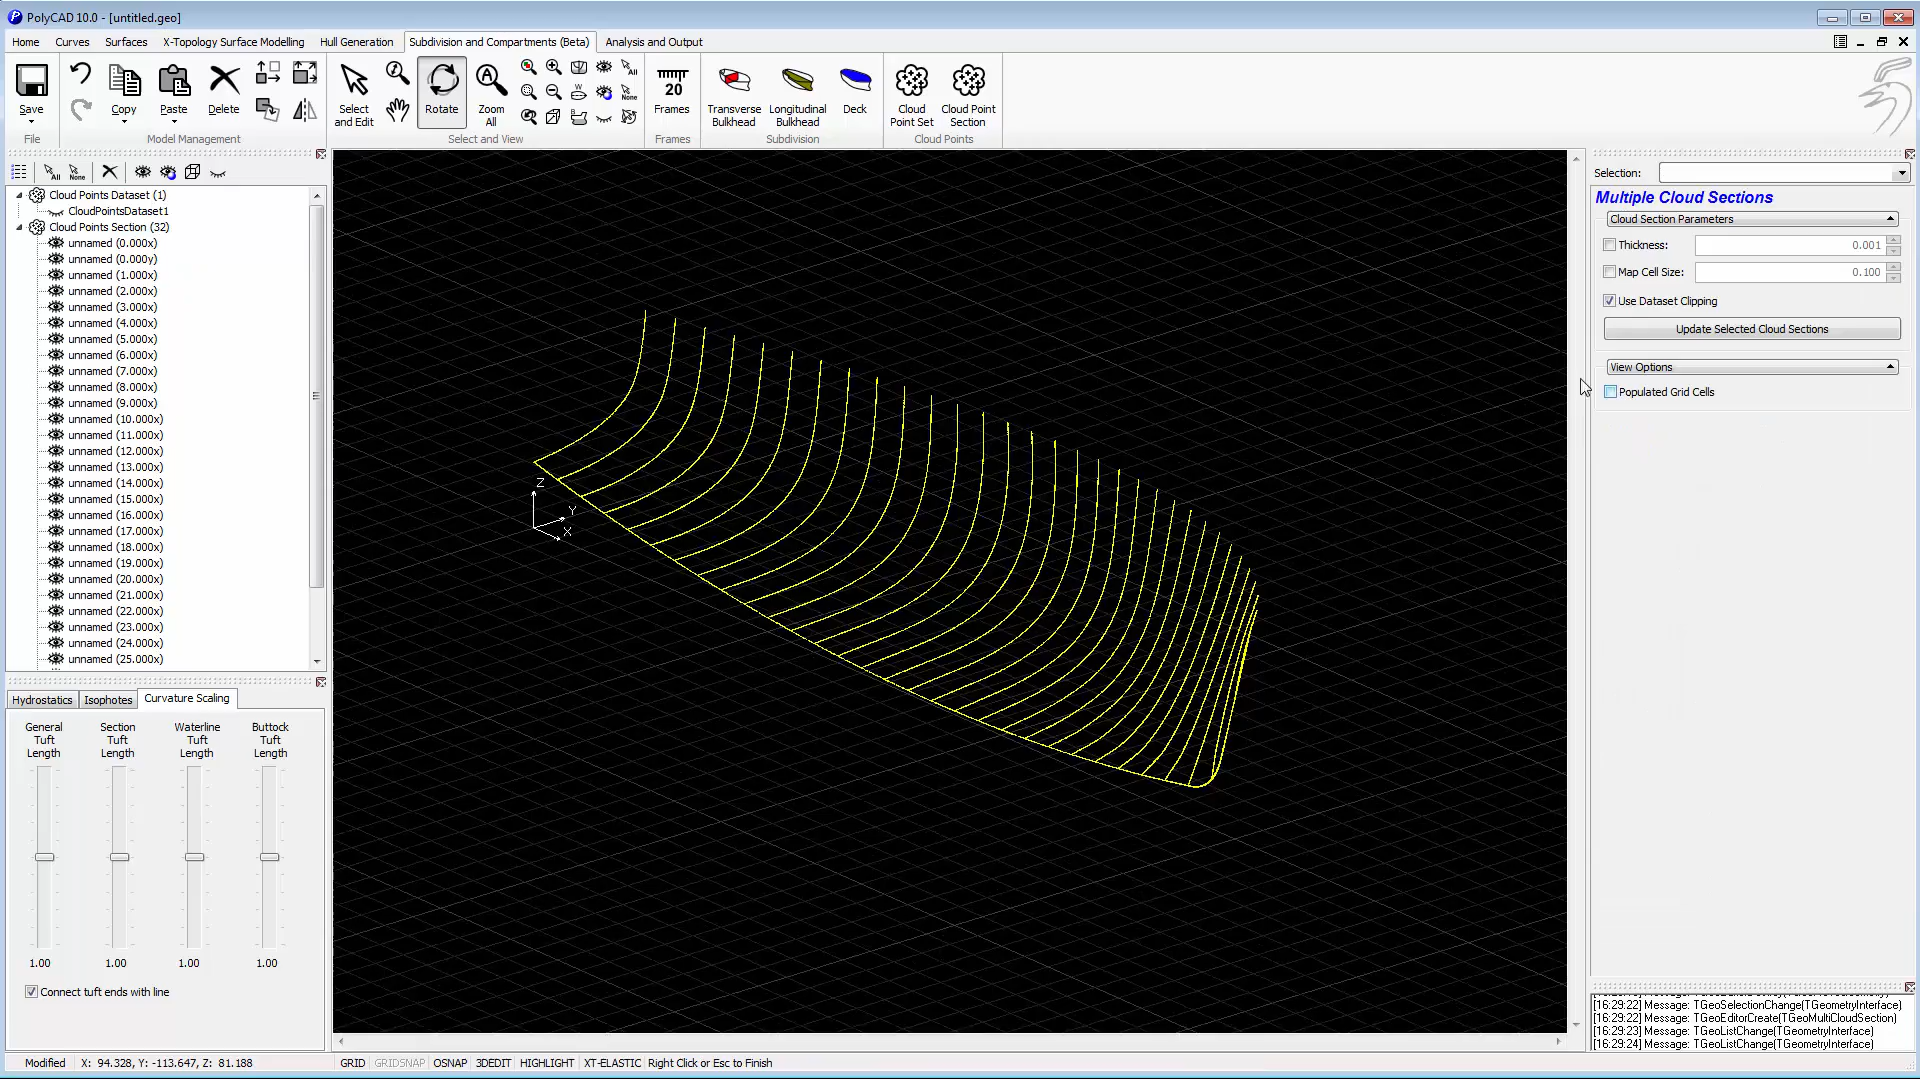 PolyCAD 10.0 - [untitled.geo]
Home Curves Surfaces X-Topology Surface Modelling Hull Generation Subdivision and Compartments (Beta) Analysis and Output
Save Copy Paste Delete Select and Edit Rotate Zoom All All None Frames 20 Transverse Bulkhead Longitudinal Bulkhead Deck Cloud Point Set Cloud Point Section
File Model Management Select and View Frames Subdivision Cloud Points
All None
Cloud Points Dataset (1)
CloudPointsDataset1
Cloud Points Section (32)
unnamed (0.000x)
unnamed (0.000y)
unnamed (1.000x)
unnamed (2.000x)
unnamed (3.000x)
unnamed (4.000x)
unnamed (5.000x)
unnamed (6.000x)
unnamed (7.000x)
unnamed (8.000x)
unnamed (9.000x)
unnamed (10.000x)
unnamed (11.000x)
unnamed (12.000x)
unnamed (13.000x)
unnamed (14.000x)
unnamed (15.000x)
unnamed (16.000x)
unnamed (17.000x)
unnamed (18.000x)
unnamed (19.000x)
unnamed (20.000x)
unnamed (21.000x)
unnamed (22.000x)
unnamed (23.000x)
unnamed (24.000x)
unnamed (25.000x)
Hydrostatics Isophotes Curvature Scaling
General Tuft Length
Section Tuft Length
Waterline Tuft Length
Buttock Tuft Length
1.00 1.00 1.00 1.00
Connect tuft ends with line
Z
Y
X
Selection:
Multiple Cloud Sections
Cloud Section Parameters
Thickness: 0.001
Map Cell Size: 0.100
Use Dataset Clipping
Update Selected Cloud Sections
View Options
Populated Grid Cells
[16:29:22] Message: TGeoSelectionChange(TGeometryInterface)
[16:29:22] Message: TGeoEditorCreate(TGeoMultiCloudSection)
[16:29:23] Message: TGeoListChange(TGeometryInterface)
[16:29:24] Message: TGeoListChange(TGeometryInterface)
Modified X: 94.328, Y: -113.647, Z: 81.188 GRID GRIDSNAP OSNAP 3DEDIT HIGHLIGHT XT-ELASTIC Right Click or Esc to Finish